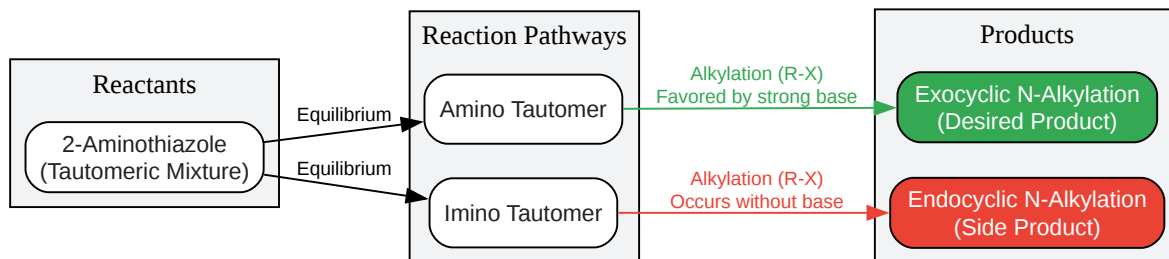 Reactants
2-Aminothiazole
(Tautomeric Mixture)
Equilibrium
Equilibrium
Reaction Pathways
Amino Tautomer
Imino Tautomer
Alkylation (R-X)
Favored by strong base
Alkylation (R-X)
Occurs without base
Products
Exocyclic N-Alkylation
(Desired Product)
Endocyclic N-Alkylation
(Side Product)